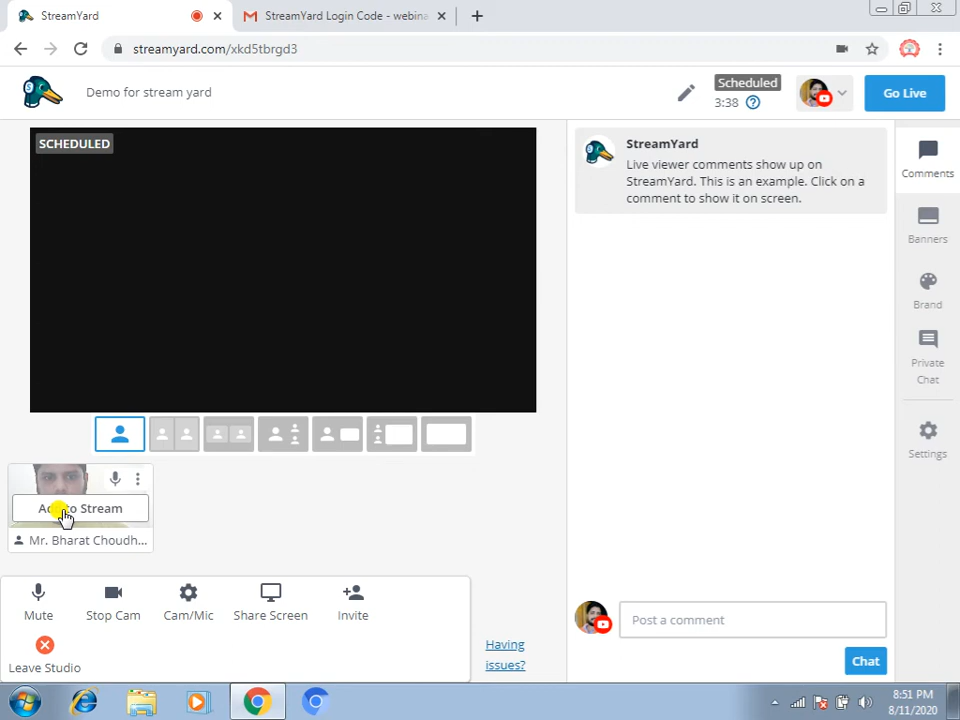 StreamYard
StreamYard Login Code - webina
streamyard.com/xkd5tbrgd3
Demo for stream yard
Scheduled
3:38
Go Live
SCHEDULED
StreamYard
Live viewer comments show up on
StreamYard. This is an example. Click on a
comment to show it on screen.
Comments
Banners
Brand
Private
Chat
Settings
Add to Stream
Mr. Bharat Choudh...
Mute
Stop Cam
Cam/Mic
Share Screen
Invite
Leave Studio
Having
issues?
Post a comment
Chat
8:51 PM
8/11/2020